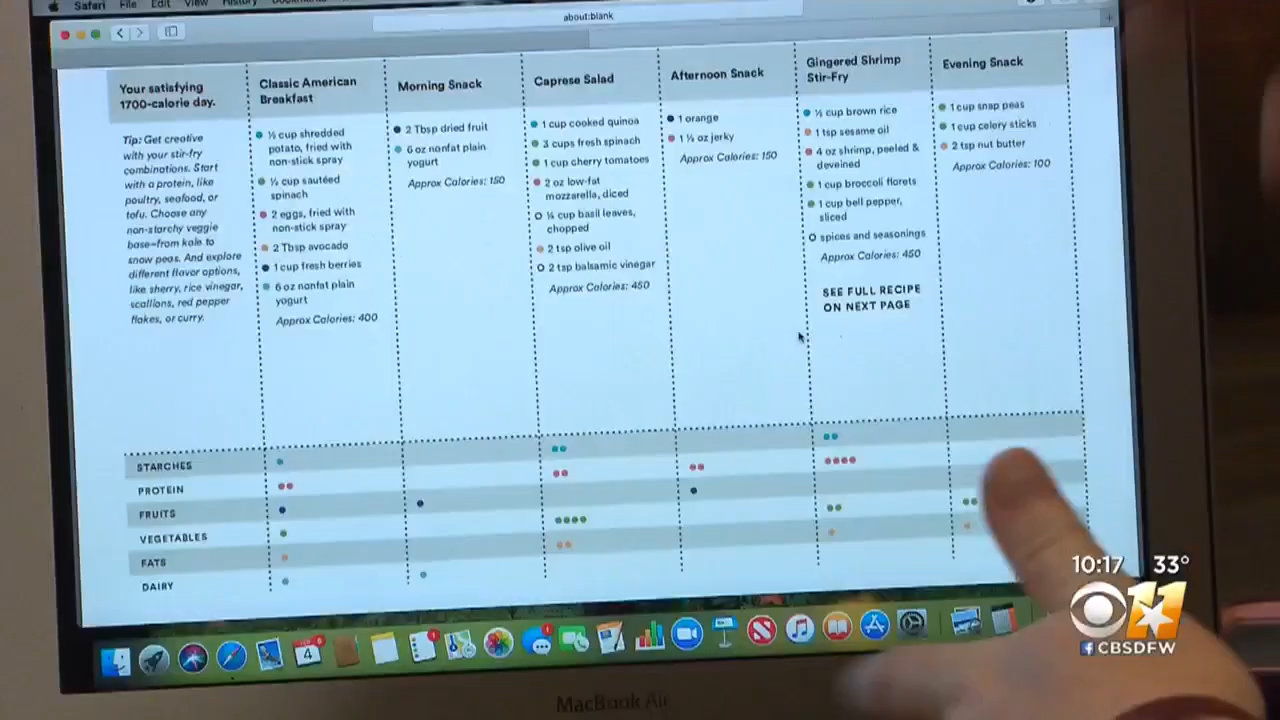 Safari File Edit View History
about:blank
Your satisfying
1700-calorie day.
Tip: Get creative
with your stir-fry
combinations. Start
with a protein, like
poultry, seafood, or
tofu. Choose any
non-starchy veggie
base—from kale to
snow peas. And explore
different flavor options,
like sherry, rice vinegar,
scallions, red pepper
flakes, or curry.
Classic American
Breakfast
½ cup shredded
potato, fried with
non-stick spray
½ cup sautéed
spinach
2 eggs, fried with
non-stick spray
2 Tbsp avocado
1 cup fresh berries
6 oz nonfat plain
yogurt
Approx Calories: 400
Morning Snack
2 Tbsp dried fruit
6 oz nonfat plain
yogurt
Approx Calories: 150
Caprese Salad
1 cup cooked quinoa
3 cups fresh spinach
1 cup cherry tomatoes
2 oz low-fat
mozzarella, diced
¼ cup basil leaves,
chopped
2 tsp olive oil
2 tsp balsamic vinegar
Approx Calories: 450
Afternoon Snack
1 orange
1 ½ oz jerky
Approx Calories: 150
Gingered Shrimp
Stir-Fry
cup brown rice
1 tsp sesame oil
4 oz shrimp, peeled &
deveined
1 cup broccoli florets
1 cup bell pepper,
sliced
spices and seasonings
Approx Calories: 450
SEE FULL RECIPE
ON NEXT PAGE
Evening Snack
1 cup snap peas
1 cup celery sticks
2 tsp nut butter
Approx Calories: 100
STARCHES
PROTEIN
FRUITS
VEGETABLES
FATS
DAIRY
4
MacBook Air
10:17 33°
11
CBSDFW